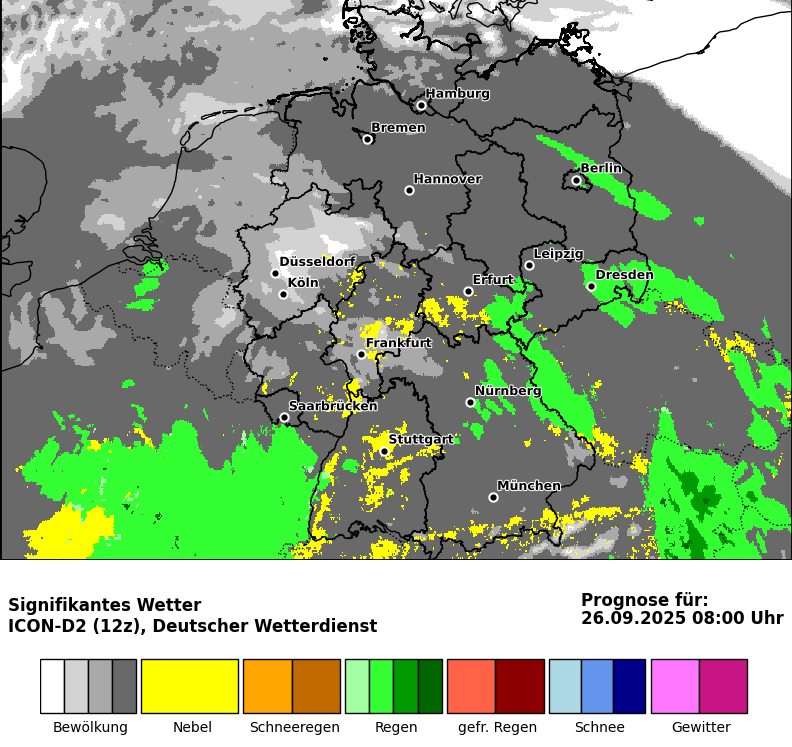 Hamburg
Bremen
Berlin
Hannover
Düsseldorf
Leipzig
Köln
Erfurt
Dresden
Frankfurt
Nürnberg
Saarbrücken
Stuttgart
München
Signifikantes Wetter
ICON-D2 (12z), Deutscher Wetterdienst
Prognose für:
26.09.2025 08:00 Uhr
Bewölkung
Nebel
Schneeregen
Regen
gefr. Regen
Schnee
Gewitter